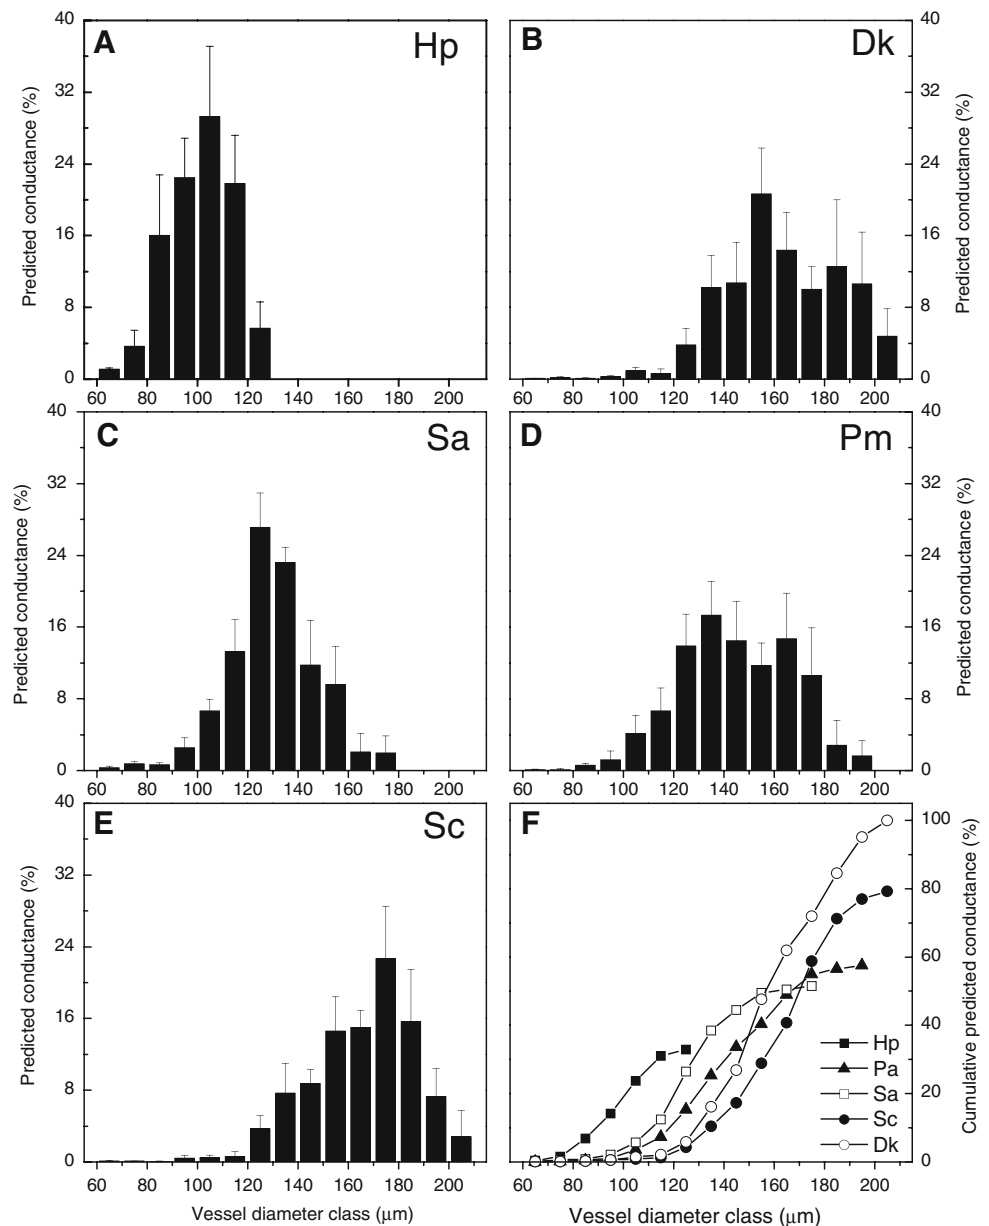 A
Hp
40
32
24
16
8
0
Predicted conductance (%)
60 80 100 120 140 160 180 200
B
Dk
40
32
24
16
8
0
Predicted conductance (%)
60 80 100 120 140 160 180 200
C
Sa
40
32
24
16
8
0
Predicted conductance (%)
60 80 100 120 140 160 180 200
D
Pm
40
32
24
16
8
0
Predicted conductance (%)
60 80 100 120 140 160 180 200
E
Sc
40
32
24
16
8
0
Predicted conductance (%)
60 80 100 120 140 160 180 200
Vessel diameter class (µm)
F
100
80
60
40
20
0
Cumulative predicted conductance (%)
Hp
Pa
Sa
Sc
Dk
60 80 100 120 140 160 180 200
Vessel diameter class (µm)